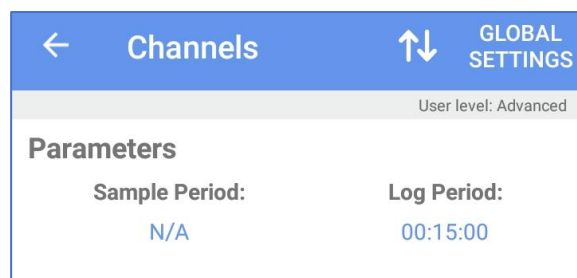 Channels
GLOBAL
SETTINGS
User level: Advanced
Parameters
Sample Period: Log Period:
N/A 00:15:00